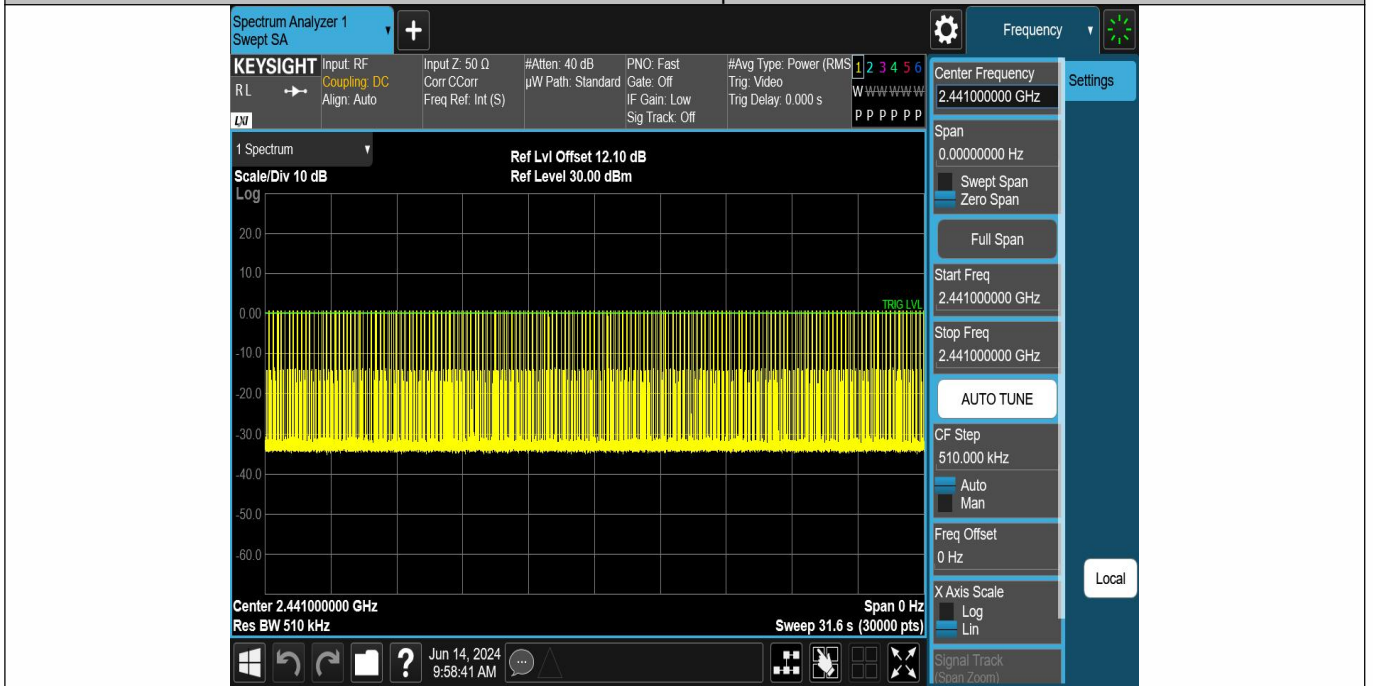 Spectrum Analyzer 1
Swept SA
+
Frequency
KEYSIGHT
RL
LXI
Input: RF
Coupling: DC
Align: Auto
Input Z: 50 Ω
Corr CCorr
Freq Ref: Int (S)
#Atten: 40 dB
µW Path: Standard
PNO: Fast
Gate: Off
IF Gain: Low
Sig Track: Off
#Avg Type: Power (RMS
Trig: Video
Trig Delay: 0.000 s
1 2 3 4 5 6
W W W W W W
P P P P P P
Center Frequency
2.441000000 GHz
Settings
Span
0.00000000 Hz
Swept Span
Zero Span
Full Span
Start Freq
2.441000000 GHz
Stop Freq
2.441000000 GHz
AUTO TUNE
CF Step
510.000 kHz
Auto
Man
Freq Offset
0 Hz
X Axis Scale
Log
Lin
Signal Track
(Span Zoom)
Local
1 Spectrum
Scale/Div 10 dB
Ref Lvl Offset 12.10 dB
Ref Level 30.00 dBm
Log
20.0
10.0
0.00
TRIG LVL
-10.0
-20.0
-30.0
-40.0
-50.0
-60.0
Center 2.441000000 GHz
Span 0 Hz
Res BW 510 kHz
Sweep 31.6 s (30000 pts)
?
Jun 14, 2024
9:58:41 AM